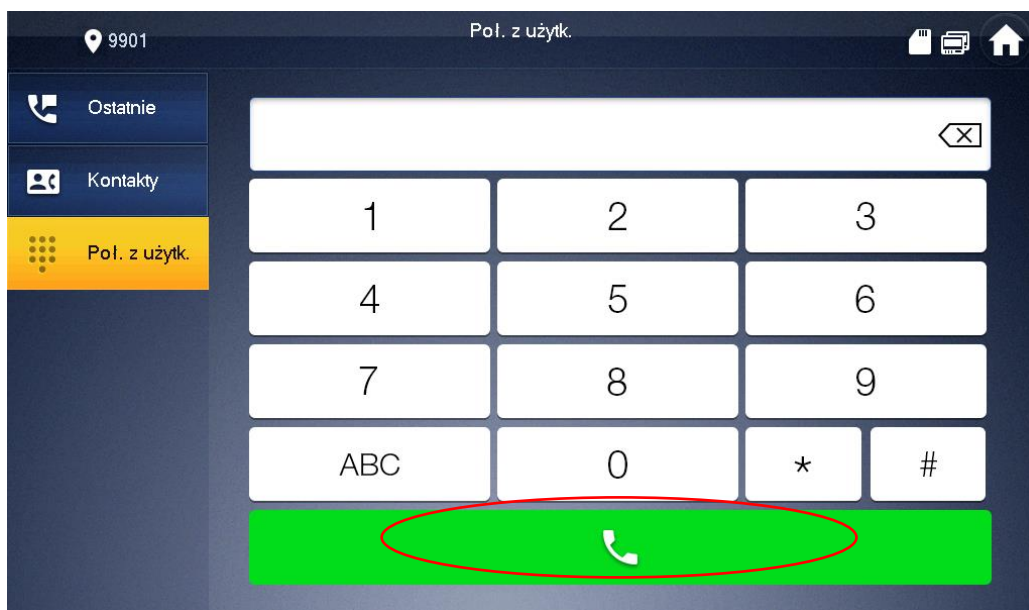 9901
Poł. z użytk.
Ostatnie
Kontakty
Poł. z użytk.
1 2 3
4 5 6
7 8 9
ABC 0 * #